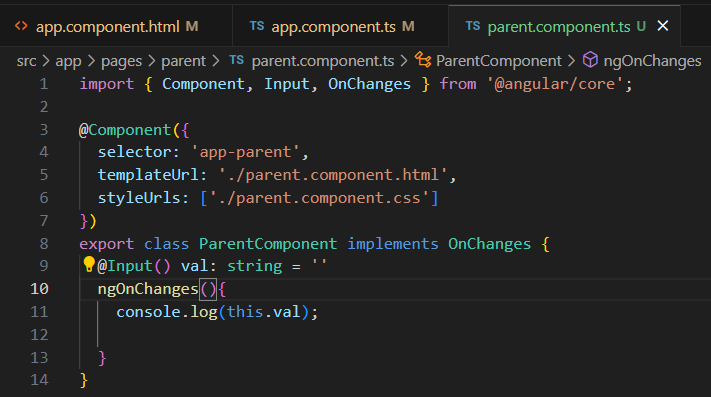 app.component.html M
TS app.component.ts M
TS parent.component.ts U
src > app > pages > parent > TS parent.component.ts > ParentComponent > ngOnChanges
1 import { Component, Input, OnChanges } from '@angular/core';
2
3 @Component({
4   selector: 'app-parent',
5   templateUrl: './parent.component.html',
6   styleUrls: ['./parent.component.css']
7 })
8 export class ParentComponent implements OnChanges {
9   @Input() val: string = ''
10   ngOnChanges(){
11     console.log(this.val);
12
13   }
14 }